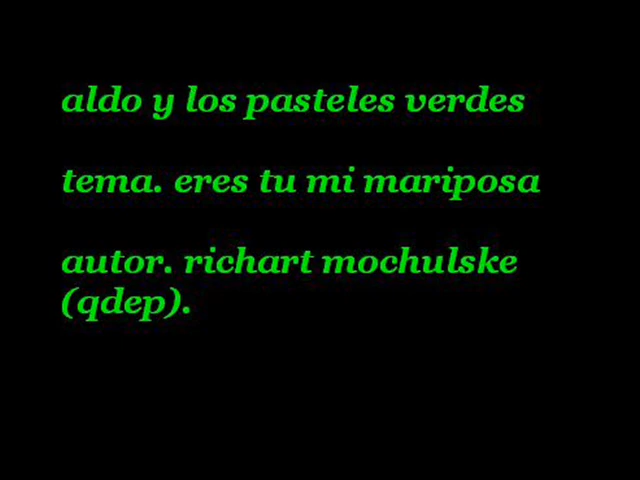 aldo y los pasteles verdes
tema. eres tu mi mariposa
autor. richart mochulske
(qdep).